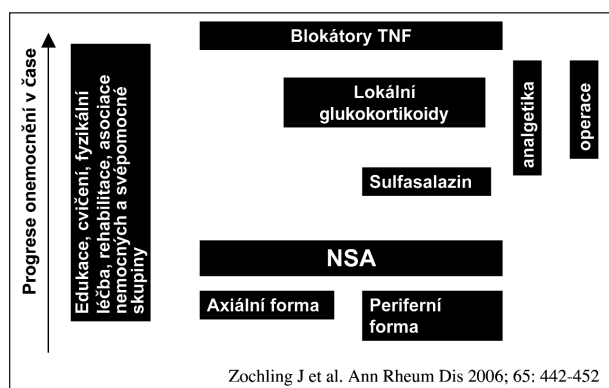 Progrese onemocnění v čase
Edukace, cvičení, fyzikální
léčba, rehabilitace, asociace
nemocných a svépomocné
skupiny
Blokátory TNF
Lokální
glukokortikoidy
Sulfasalazin
NSA
Axiální forma
Periferní
forma
analgetika
operace
Zochling J et al. Ann Rheum Dis 2006; 65: 442-452